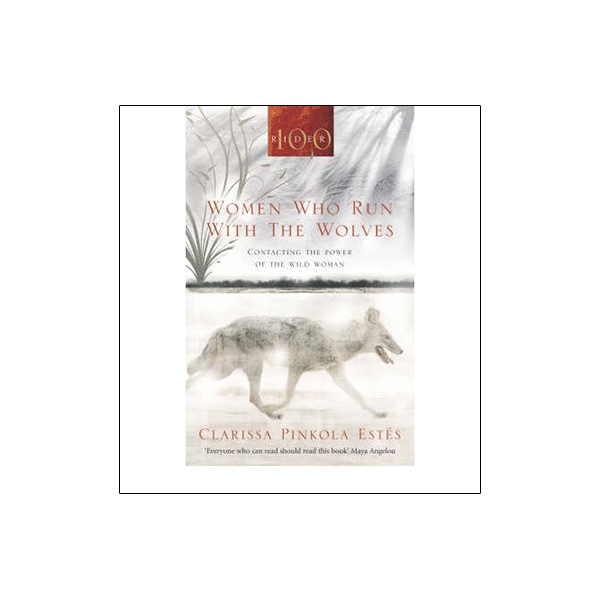 RIDER
100
WOMEN WHO RUN
WITH THE WOLVES
CONTACTING THE POWER
OF THE WILD WOMAN
CLARISSA PINKOLA ESTÉS
'Everyone who can read should read this book' Maya Angelou